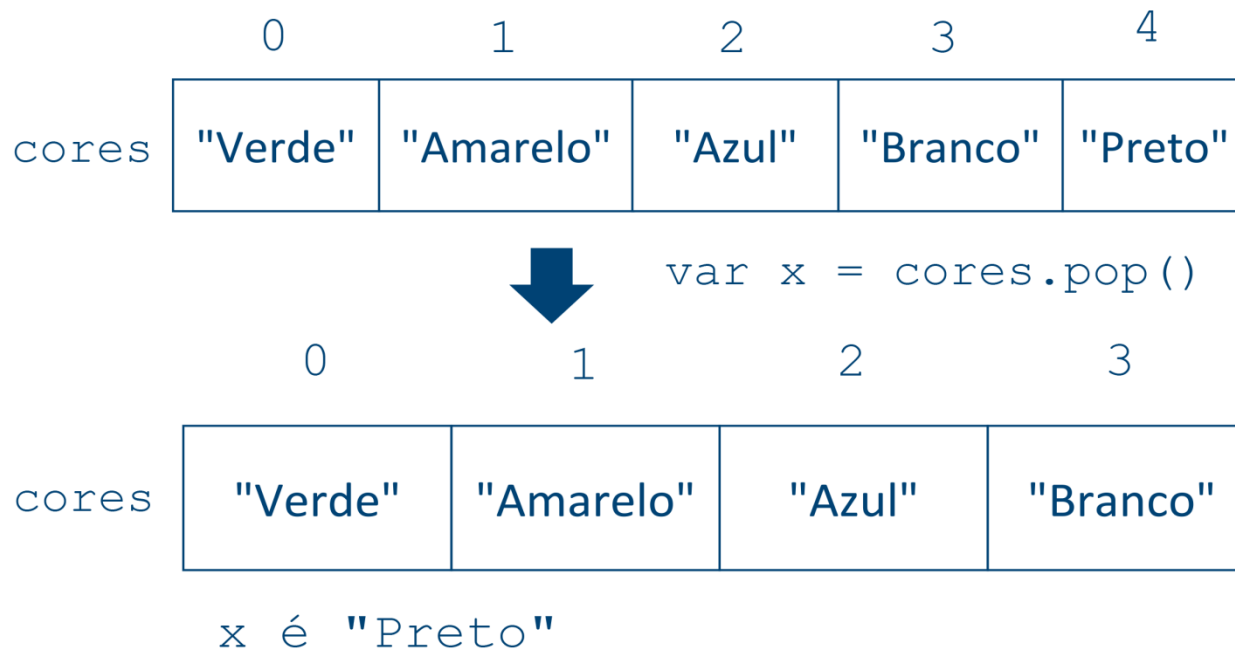 0 1 2 3 4
cores "Verde" "Amarelo" "Azul" "Branco" "Preto"
var x = cores.pop()
0 1 2 3
cores "Verde" "Amarelo" "Azul" "Branco"
x é "Preto"